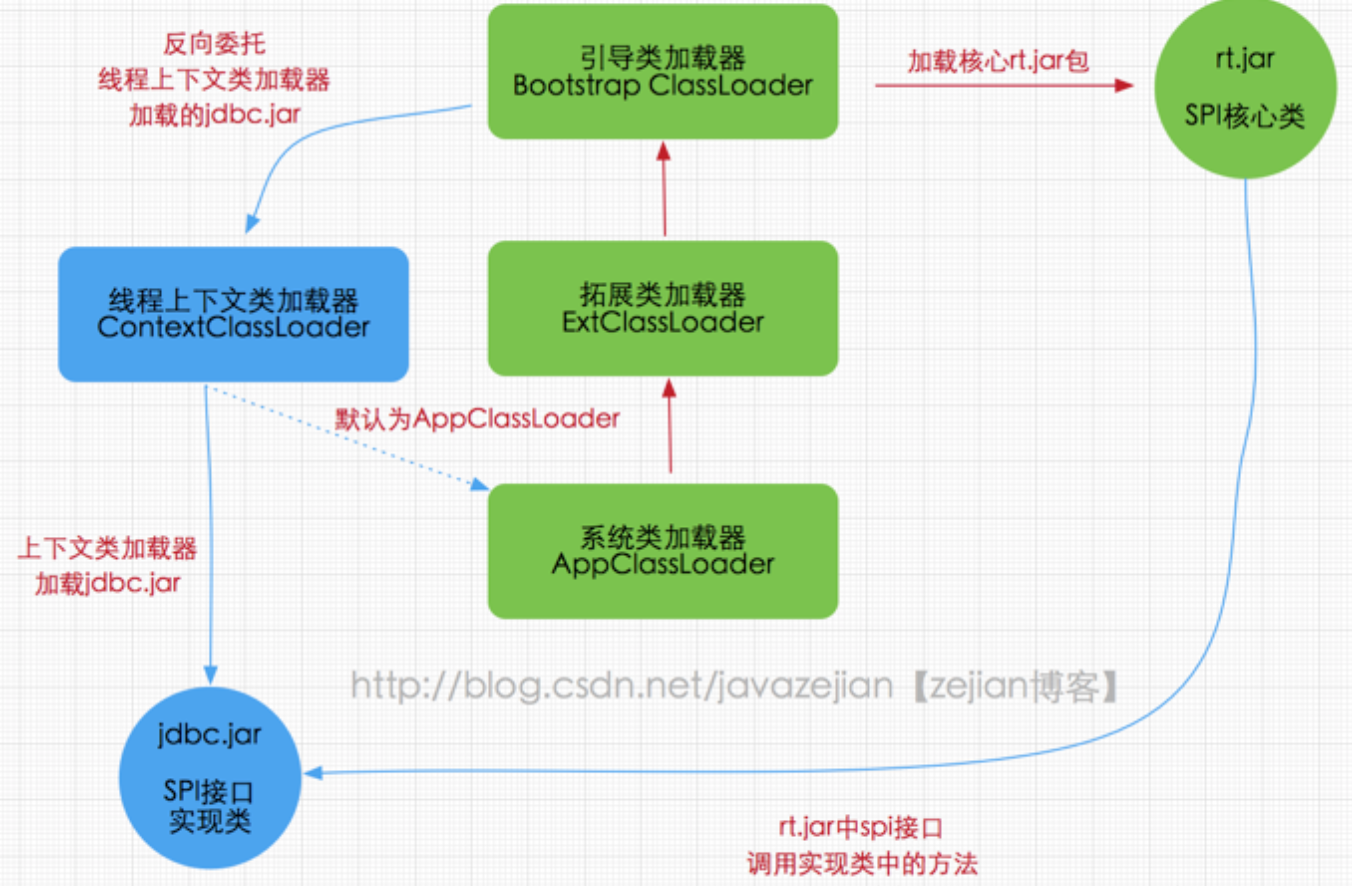 反向委托
线程上下文类加载器
加载的jdbc.jar
引导类加载器
Bootstrap ClassLoader
加载核心rt.jar包
rt.jar
SPI核心类
线程上下文类加载器
ContextClassLoader
拓展类加载器
ExtClassLoader
默认为AppClassLoader
系统类加载器
AppClassLoader
上下文类加载器
加载jdbc.jar
http://blog.csdn.net/javazejian【zejian博客】
jdbc.jar
SPI接口
实现类
rt.jar中spi接口
调用实现类中的方法